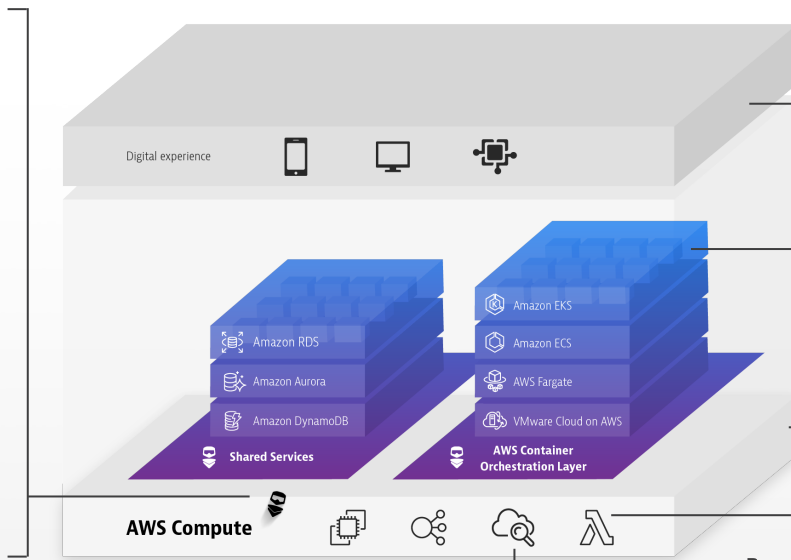 Digital experience
Amazon RDS
Amazon Aurora
Amazon DynamoDB
Shared Services
Amazon EKS
Amazon ECS
AWS Fargate
VMware Cloud on AWS
AWS Container
Orchestration Layer
AWS Compute